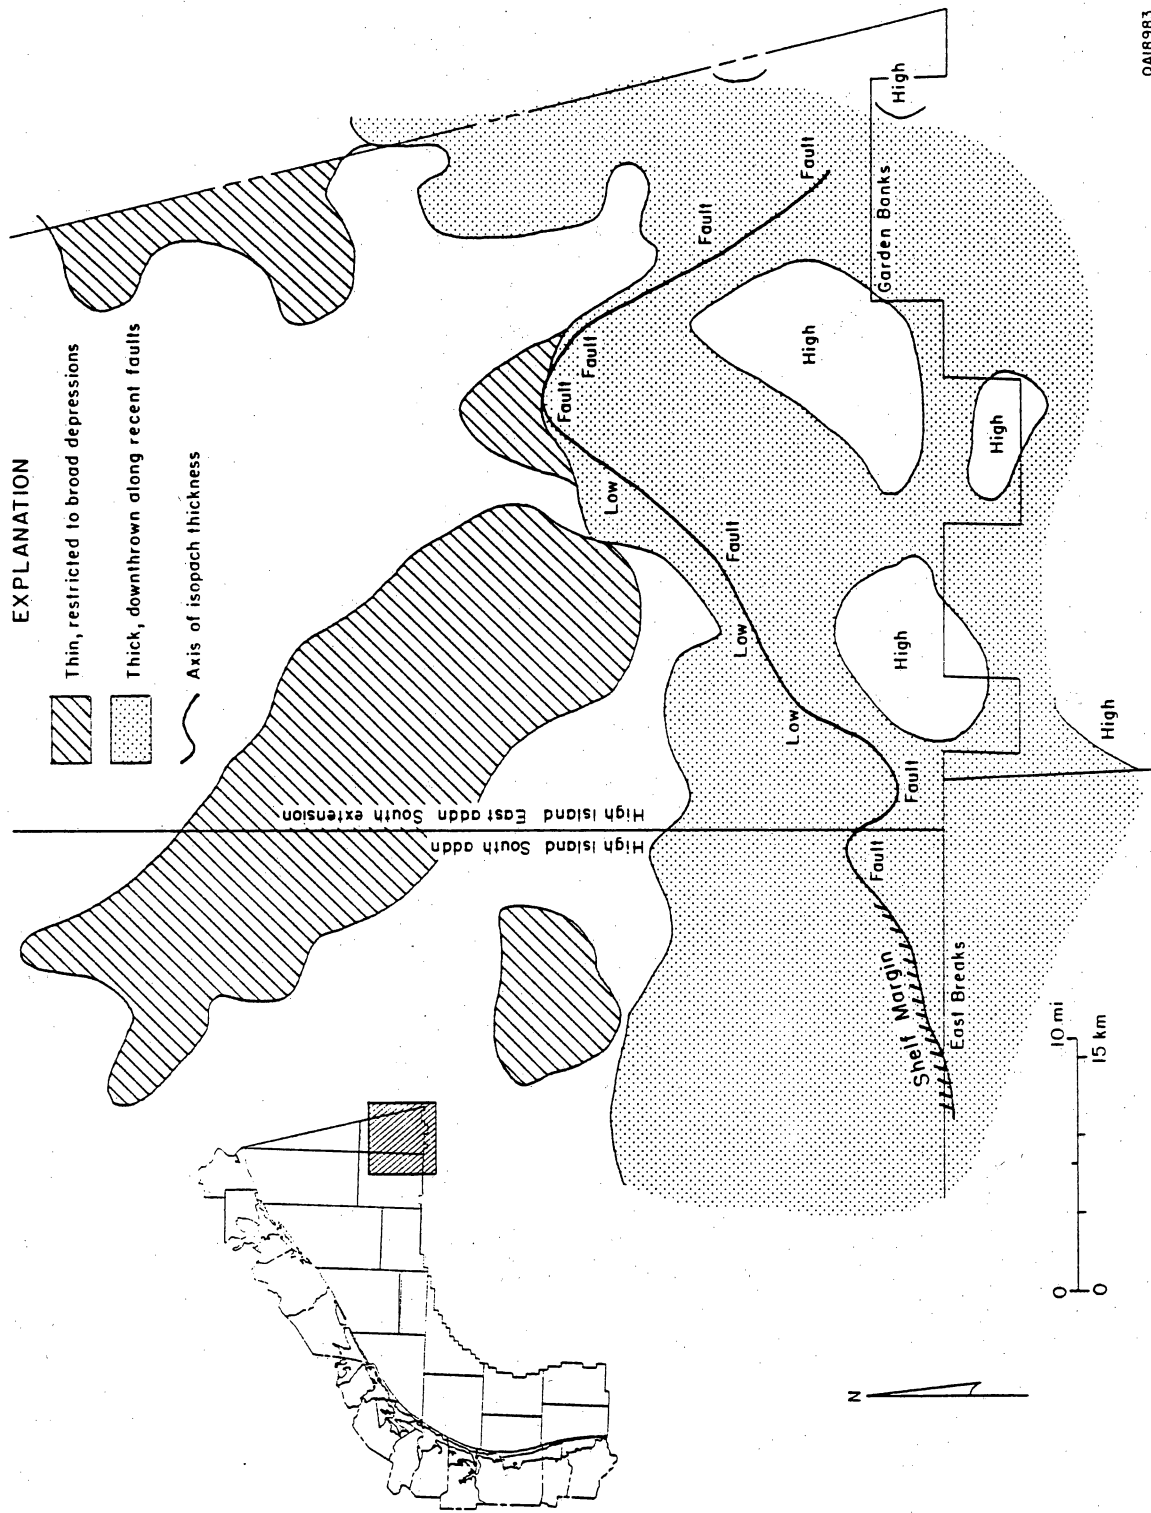 EXPLANATION
Thin, restricted to broad depressions
Thick, downthrown along recent faults
Axis of isopach thickness
High Island South addn
High Island East addn South extension
Fault
Fault
Fault
Fault
Low
Fault
Low
Low
Fault
Fault
High
High
High
High
High
Garden Banks
Shelf Margin
East Breaks
N
0
10 mi
0
15 km
QA18983